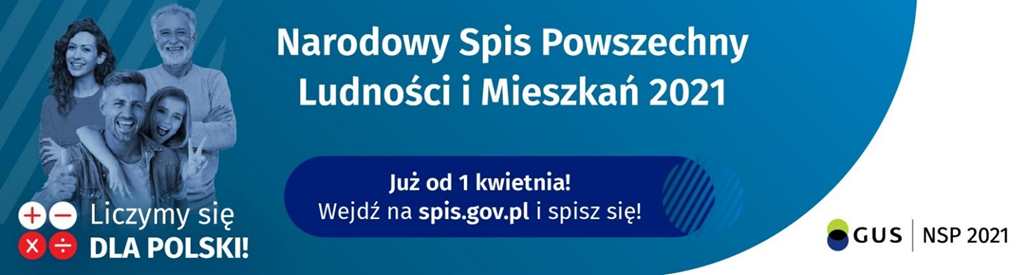 Narodowy Spis Powszechny
Ludności i Mieszkań 2021
Już od 1 kwietnia!
Wejdź na spis.gov.pl i spisz się!
+ −
× ÷
Liczymy się
DLA POLSKI!
GUS | NSP 2021